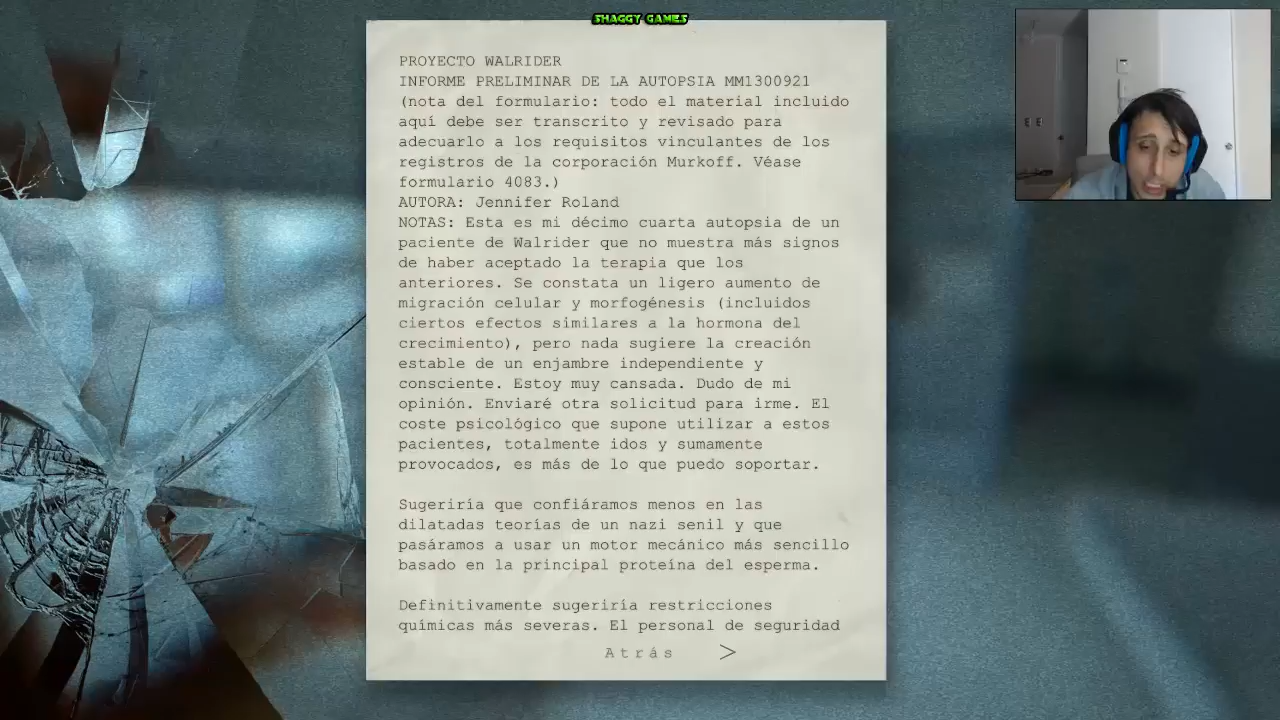 SHAGGY GAMES
PROYECTO WALRIDER
INFORME PRELIMINAR DE LA AUTOPSIA MM1300921
(nota del formulario: todo el material incluido
aquí debe ser transcrito y revisado para
adecuarlo a los requisitos vinculantes de los
registros de la corporación Murkoff. Véase
formulario 4083.)
AUTORA: Jennifer Roland
NOTAS: Esta es mi décimo cuarta autopsia de un
paciente de Walrider que no muestra más signos
de haber aceptado la terapia que los
anteriores. Se constata un ligero aumento de
migración celular y morfogénesis (incluidos
ciertos efectos similares a la hormona del
crecimiento), pero nada sugiere la creación
estable de un enjambre independiente y
consciente. Estoy muy cansada. Dudo de mi
opinión. Enviaré otra solicitud para irme. El
coste psicológico que supone utilizar a estos
pacientes, totalmente idos y sumamente
provocados, es más de lo que puedo soportar.
Sugeriría que confiáramos menos en las
dilatadas teorías de un nazi senil y que
pasáramos a usar un motor mecánico más sencillo
basado en la principal proteína del esperma.
Definitivamente sugeriría restricciones
químicas más severas. El personal de seguridad
Atrás >